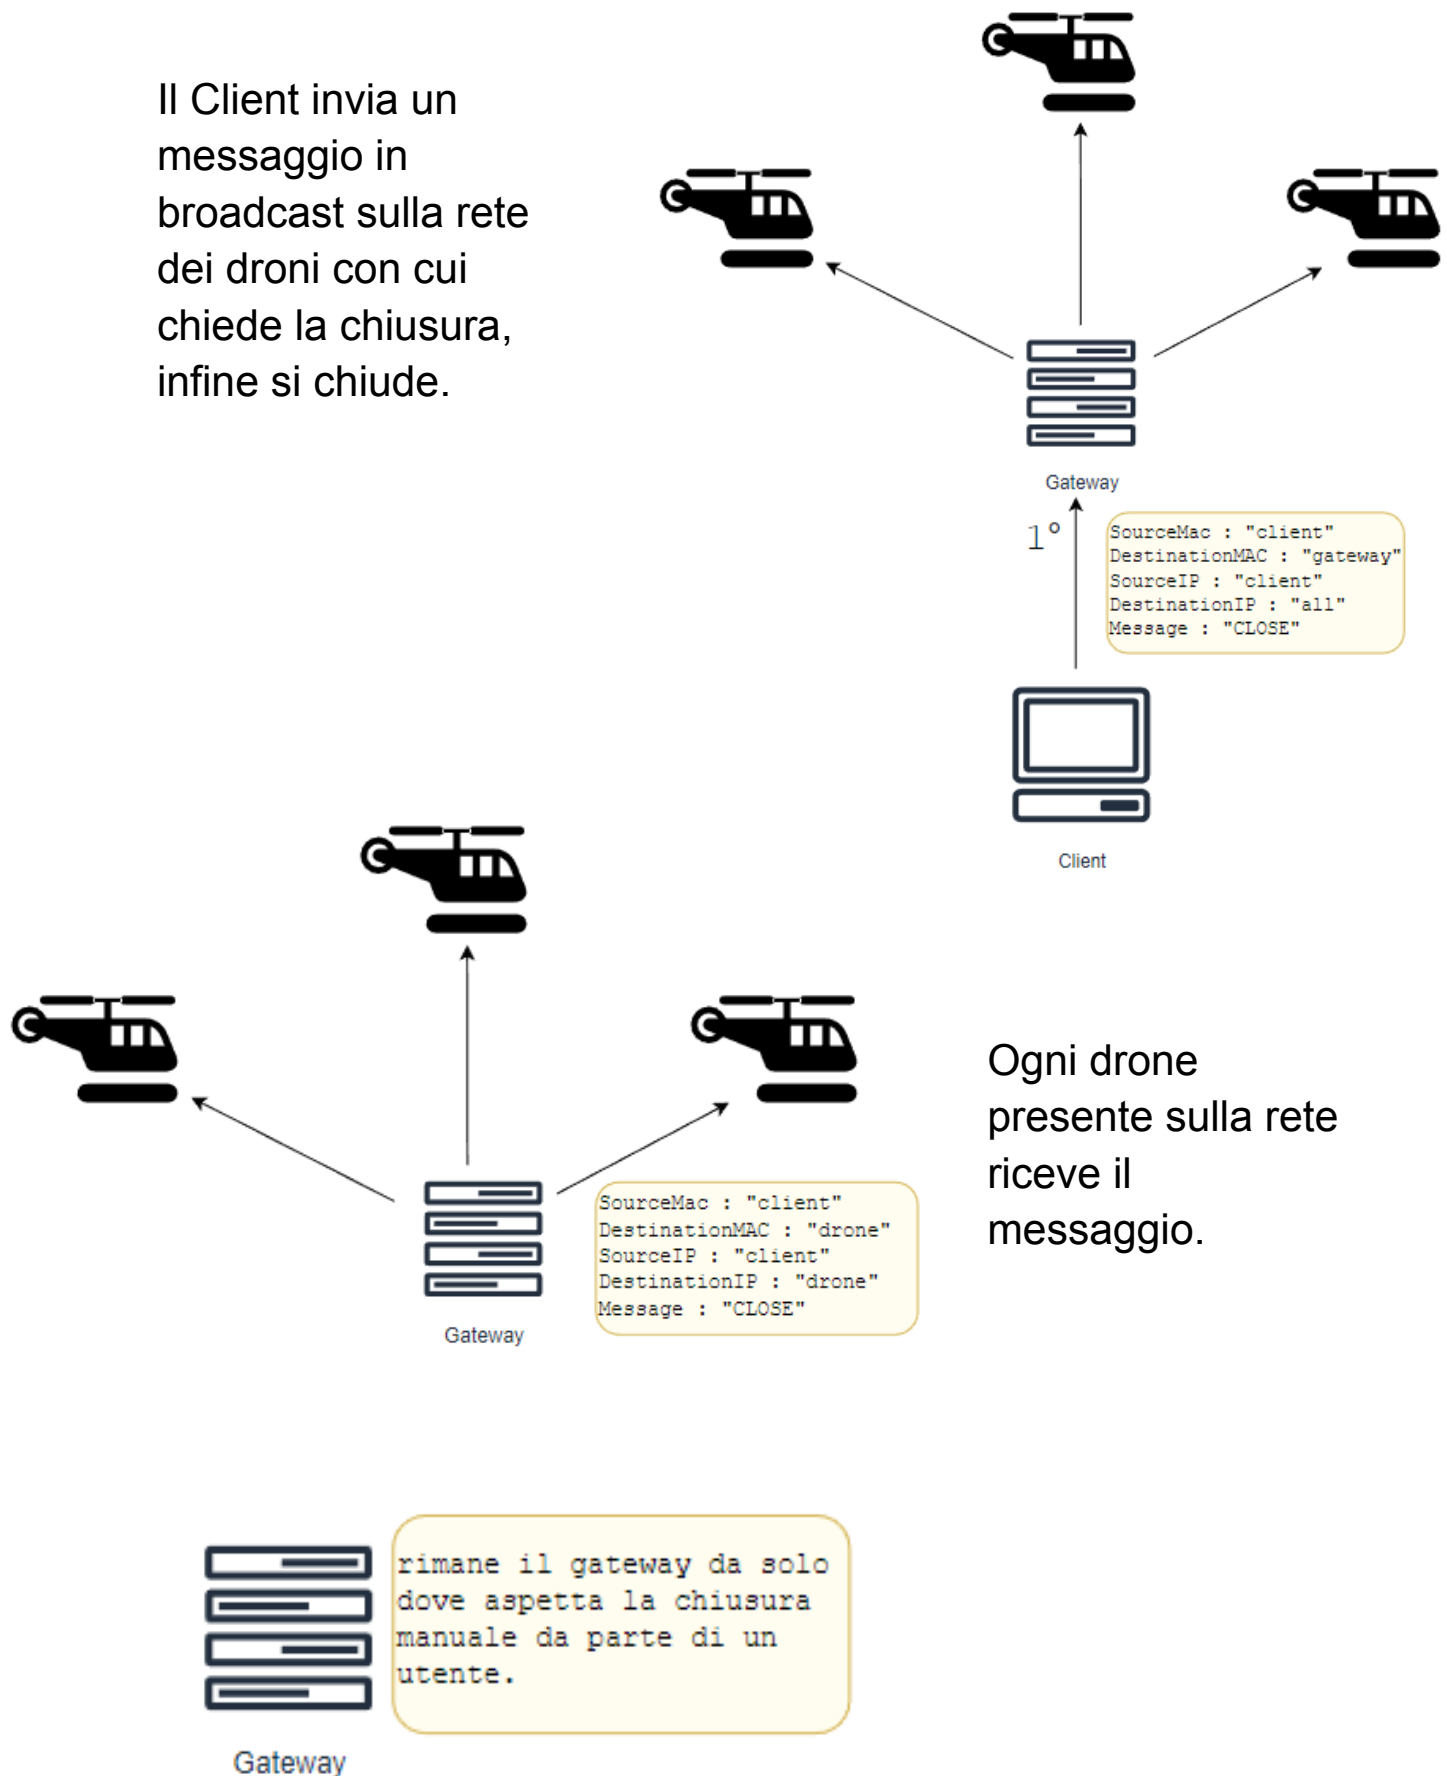 Il Client invia un
messaggio in
broadcast sulla rete
dei droni con cui
chiede la chiusura,
infine si chiude.
Gateway
1°
SourceMac : "client"
DestinationMAC : "gateway"
SourceIP : "client"
DestinationIP : "all"
Message : "CLOSE"
Client
Ogni drone
presente sulla rete
riceve il
messaggio.
SourceMac : "client"
DestinationMAC : "drone"
SourceIP : "client"
DestinationIP : "drone"
Message : "CLOSE"
Gateway
rimane il gateway da solo
dove aspetta la chiusura
manuale da parte di un
utente.
Gateway